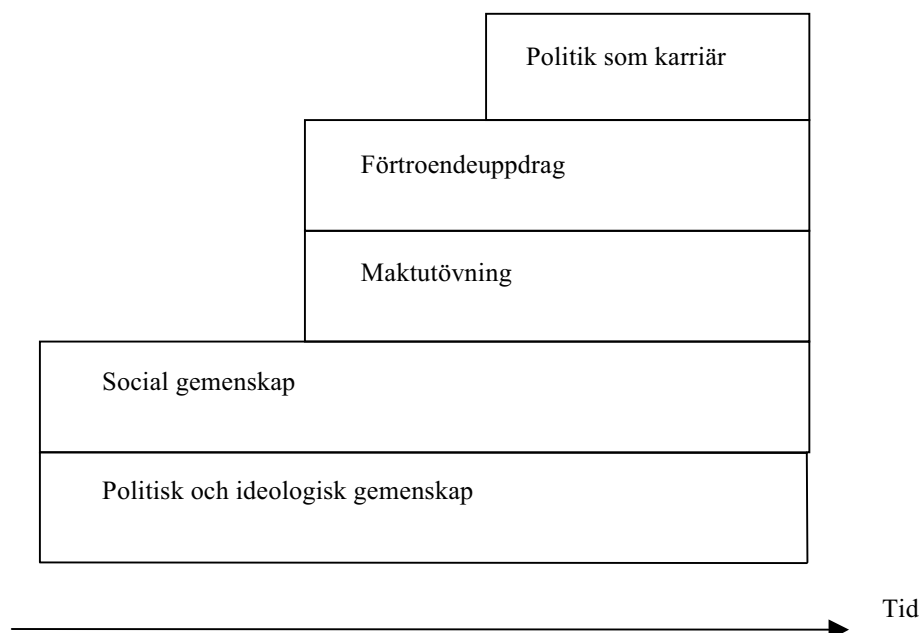 Politik som karriär
Förtroendeuppdrag
Maktutövning
Social gemenskap
Politisk och ideologisk gemenskap
Tid